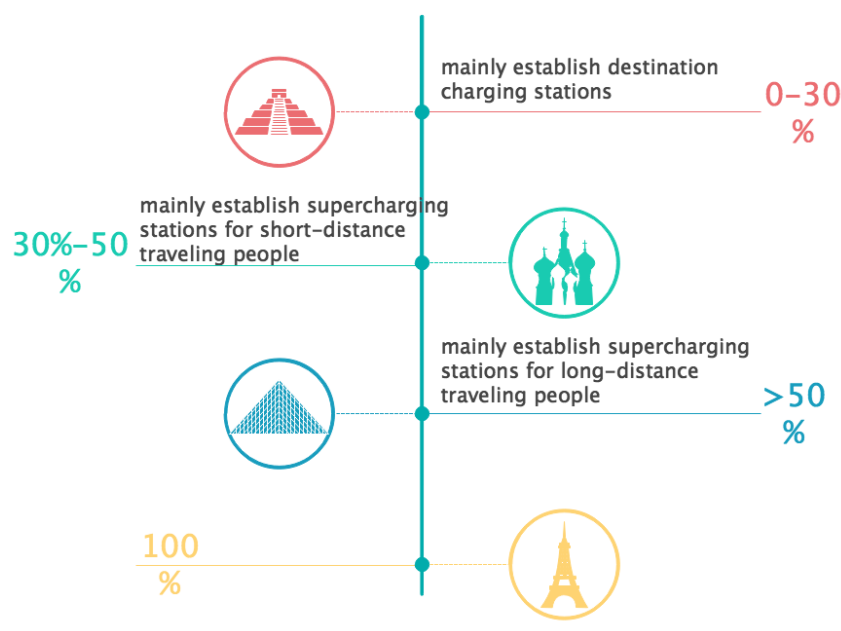 mainly establish destination
charging stations
0-30
%
mainly establish supercharging
stations for short-distance
traveling people
30%-50
%
mainly establish supercharging
stations for long-distance
traveling people
>50
%
100
%